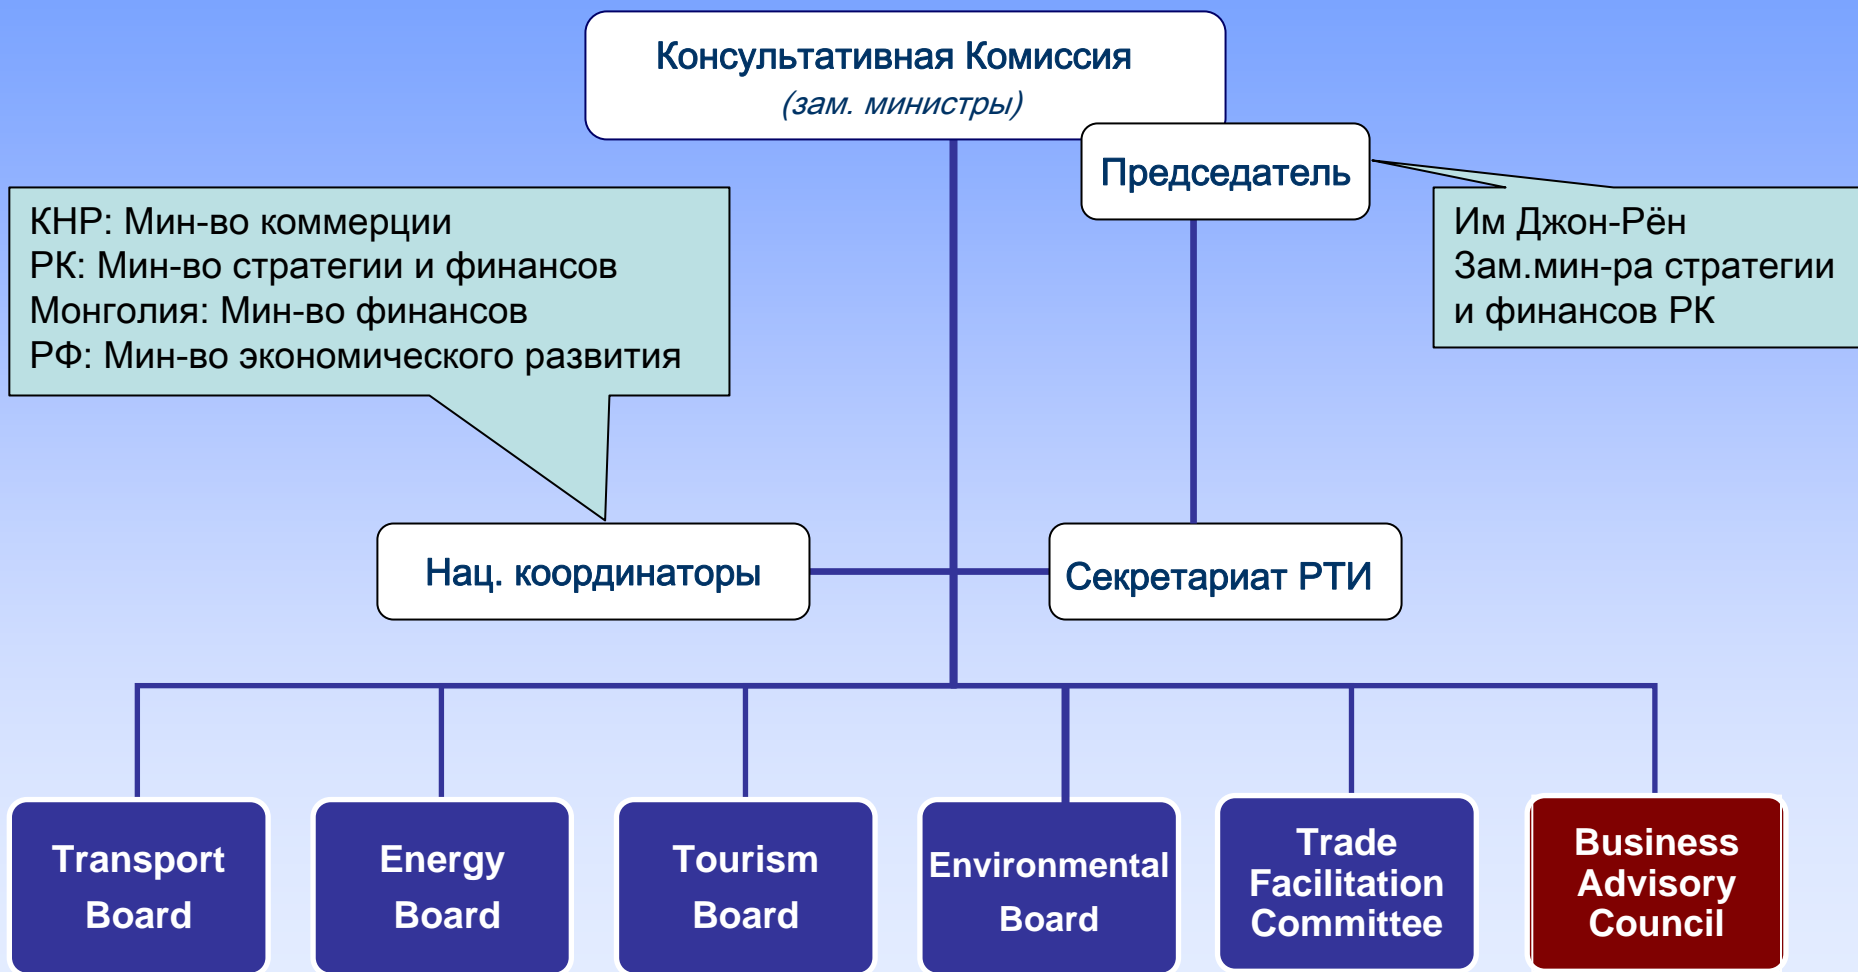 Консультативная Комиссия
(зам. министры)
Председатель
КНР: Мин-во коммерции
РК: Мин-во стратегии и финансов
Монголия: Мин-во финансов
РФ: Мин-во экономического развития
Им Джон-Рён
Зам.мин-ра стратегии
и финансов РК
Нац. координаторы
Секретариат РТИ
Transport
Board
Energy
Board
Tourism
Board
Environmental
Board
Trade
Facilitation
Committee
Business
Advisory
Council